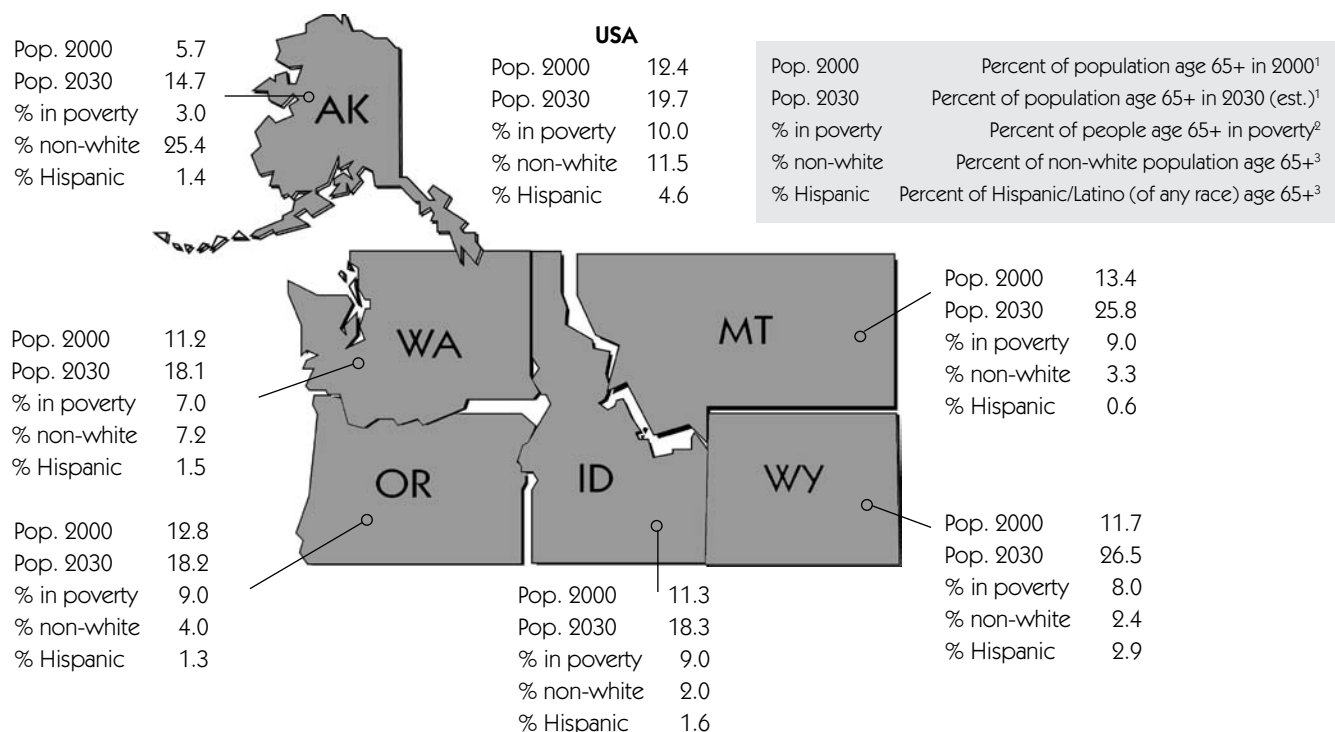 USA
Pop. 2000 5.7
Pop. 2030 14.7
% in poverty 3.0
% non-white 25.4
% Hispanic 1.4
AK
Pop. 2000 12.4
Pop. 2030 19.7
% in poverty 10.0
% non-white 11.5
% Hispanic 4.6
Pop. 2000 Percent of population age 65+ in 2000¹
Pop. 2030 Percent of population age 65+ in 2030 (est.)¹
% in poverty Percent of people age 65+ in poverty²
% non-white Percent of non-white population age 65+³
% Hispanic Percent of Hispanic/Latino (of any race) age 65+³
Pop. 2000 11.2
Pop. 2030 18.1
% in poverty 7.0
% non-white 7.2
% Hispanic 1.5
WA
MT
Pop. 2000 13.4
Pop. 2030 25.8
% in poverty 9.0
% non-white 3.3
% Hispanic 0.6
OR
ID
WY
Pop. 2000 12.8
Pop. 2030 18.2
% in poverty 9.0
% non-white 4.0
% Hispanic 1.3
Pop. 2000 11.3
Pop. 2030 18.3
% in poverty 9.0
% non-white 2.0
% Hispanic 1.6
Pop. 2000 11.7
Pop. 2030 26.5
% in poverty 8.0
% non-white 2.4
% Hispanic 2.9